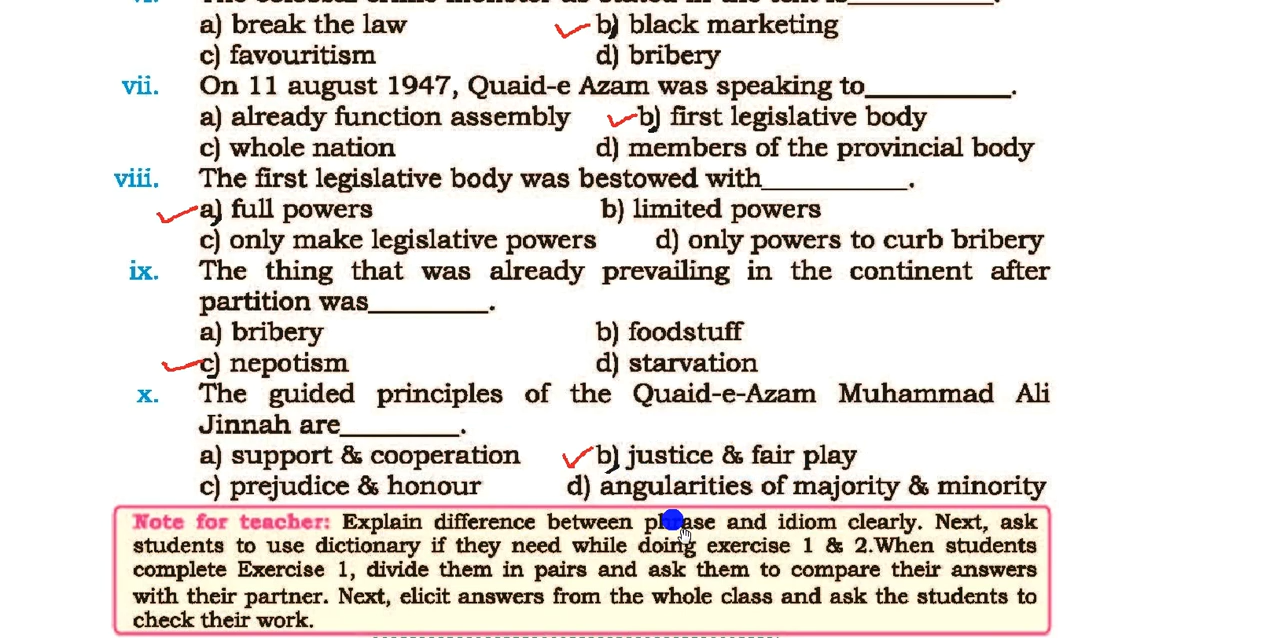 a) break the law b) black marketing
c) favouritism d) bribery
vii. On 11 august 1947, Quaid-e Azam was speaking to__________.
a) already function assembly b) first legislative body
c) whole nation d) members of the provincial body
viii. The first legislative body was bestowed with__________.
a) full powers b) limited powers
c) only make legislative powers d) only powers to curb bribery
ix. The thing that was already prevailing in the continent after
partition was________.
a) bribery b) foodstuff
c) nepotism d) starvation
x. The guided principles of the Quaid-e-Azam Muhammad Ali
Jinnah are________.
a) support & cooperation b) justice & fair play
c) prejudice & honour d) angularities of majority & minority
Note for teacher: Explain difference between phrase and idiom clearly. Next, ask
students to use dictionary if they need while doing exercise 1 & 2.When students
complete Exercise 1, divide them in pairs and ask them to compare their answers
with their partner. Next, elicit answers from the whole class and ask the students to
check their work.